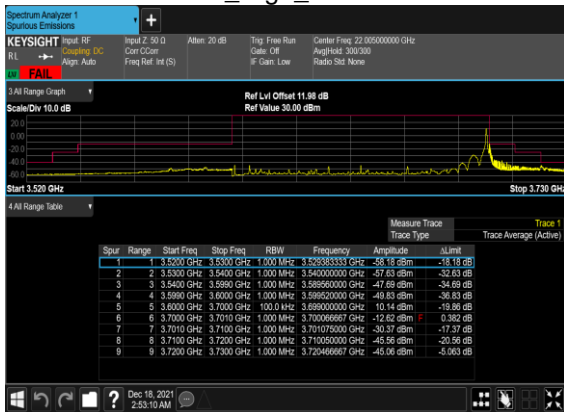 Spectrum Analyzer 1
Spurious Emissions
KEYSIGHT Input: RF Input Z: 50 Ω Atten: 20 dB Trig: Free Run Center Freq: 22.005000000 GHz
RL Coupling: DC Corr CCorr Gate: Off Avg|Hold: 300/300
Align: Auto Freq Ref: Int (S) IF Gain: Low Radio Std: None
FAIL
3 All Range Graph
Ref Lvl Offset 11.98 dB
Scale/Div 10.0 dB Ref Value 30.00 dBm
20.0
0.00
-20.0
-40.0
-60.0
Start 3.520 GHz Stop 3.730 GHz
4 All Range Table
Measure Trace Trace 1
Trace Type Trace Average (Active)
Spur Range Start Freq Stop Freq RBW Frequency Amplitude ΔLimit
1 1 3.5200 GHz 3.5300 GHz 1.000 MHz 3.529383333 GHz -58.18 dBm -18.18 dB
2 2 3.5300 GHz 3.5400 GHz 1.000 MHz 3.540000000 GHz -57.63 dBm -32.63 dB
3 3 3.5400 GHz 3.5990 GHz 1.000 MHz 3.589560000 GHz -47.69 dBm -34.69 dB
4 4 3.5990 GHz 3.6000 GHz 1.000 MHz 3.599520000 GHz -49.83 dBm -36.83 dB
5 5 3.6000 GHz 3.7000 GHz 100.0 kHz 3.699000000 GHz 10.14 dBm -19.86 dB
6 6 3.7000 GHz 3.7010 GHz 1.000 MHz 3.700066667 GHz -12.62 dBm F 0.382 dB
7 7 3.7010 GHz 3.7100 GHz 1.000 MHz 3.701075000 GHz -30.37 dBm -17.37 dB
8 8 3.7100 GHz 3.7200 GHz 1.000 MHz 3.710050000 GHz -45.56 dBm -20.56 dB
9 9 3.7200 GHz 3.7300 GHz 1.000 MHz 3.720466667 GHz -45.06 dBm -5.063 dB
Dec 18, 2021
2:53:10 AM